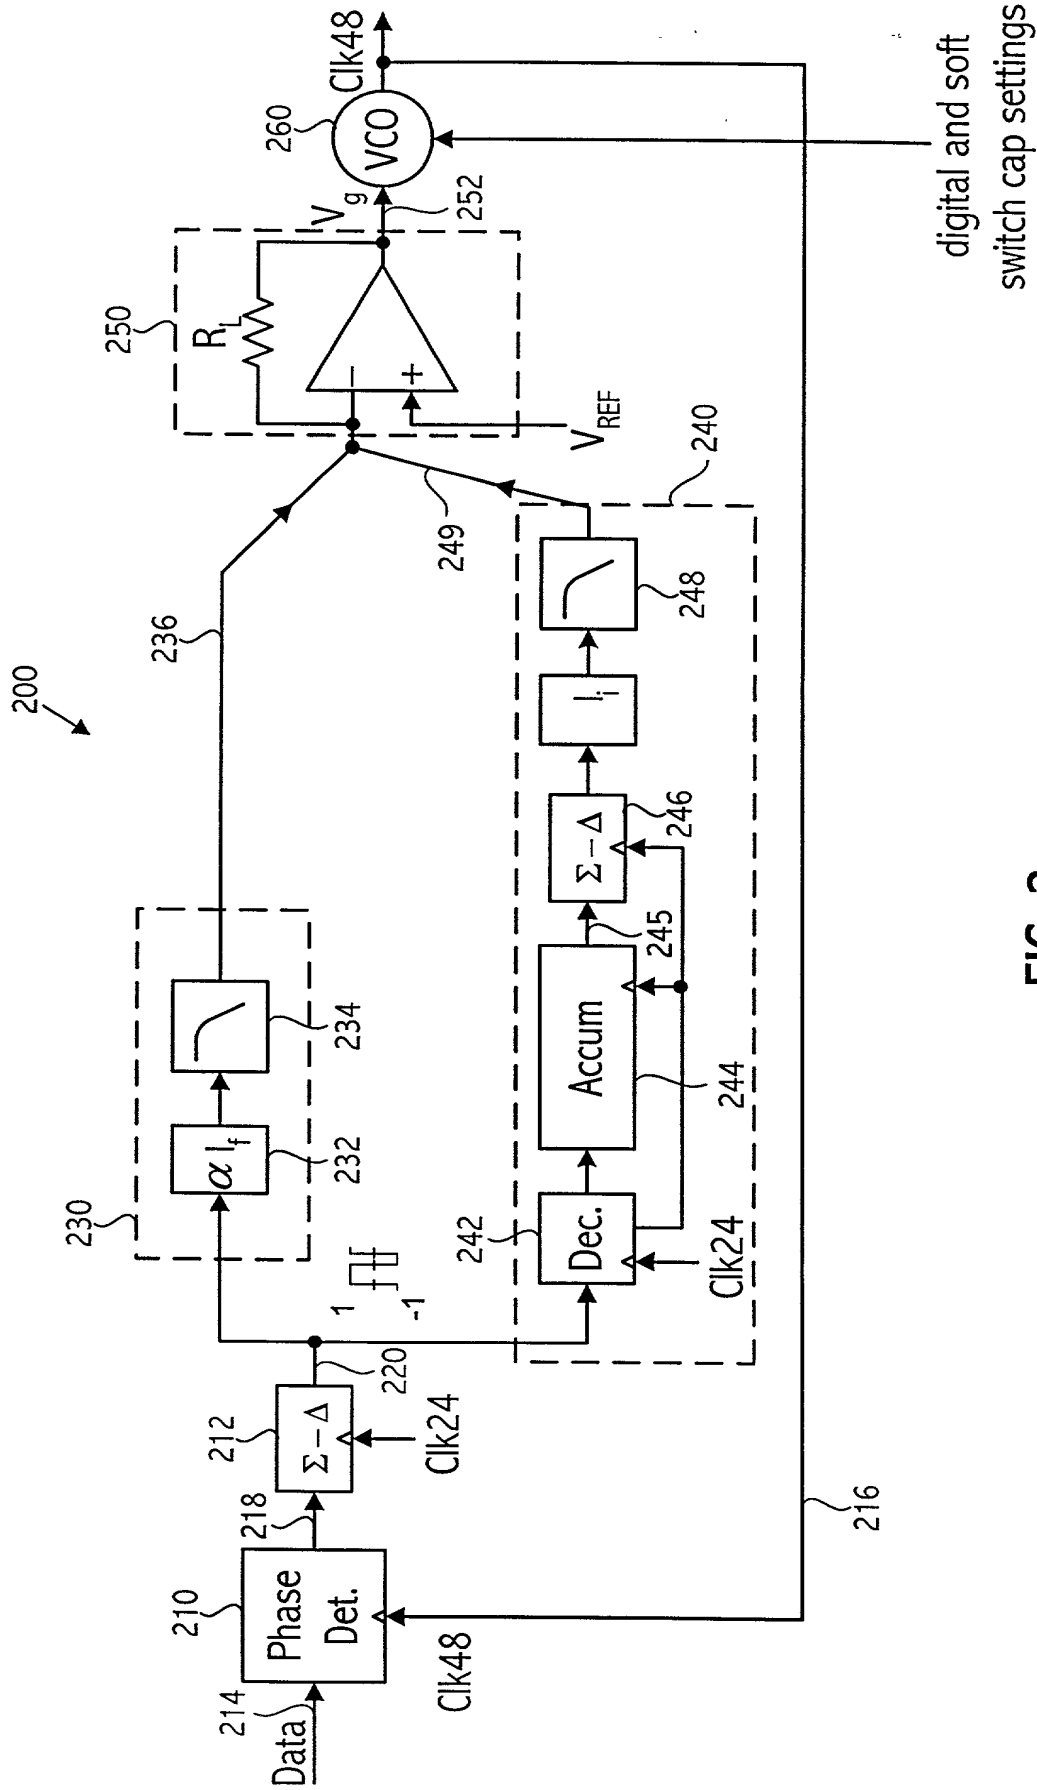 200
Data
214
210
Phase
Det.
Clk48
218
212
Σ−Δ
Clk24
220
1
-1
230
α I_f
232
234
236
242
Dec.
Clk24
Accum
244
245
Σ−Δ
246
I_i
248
240
249
250
R_L
−
+
V_REF
V_g
252
260
VCO
Clk48
216
digital and soft
switch cap settings